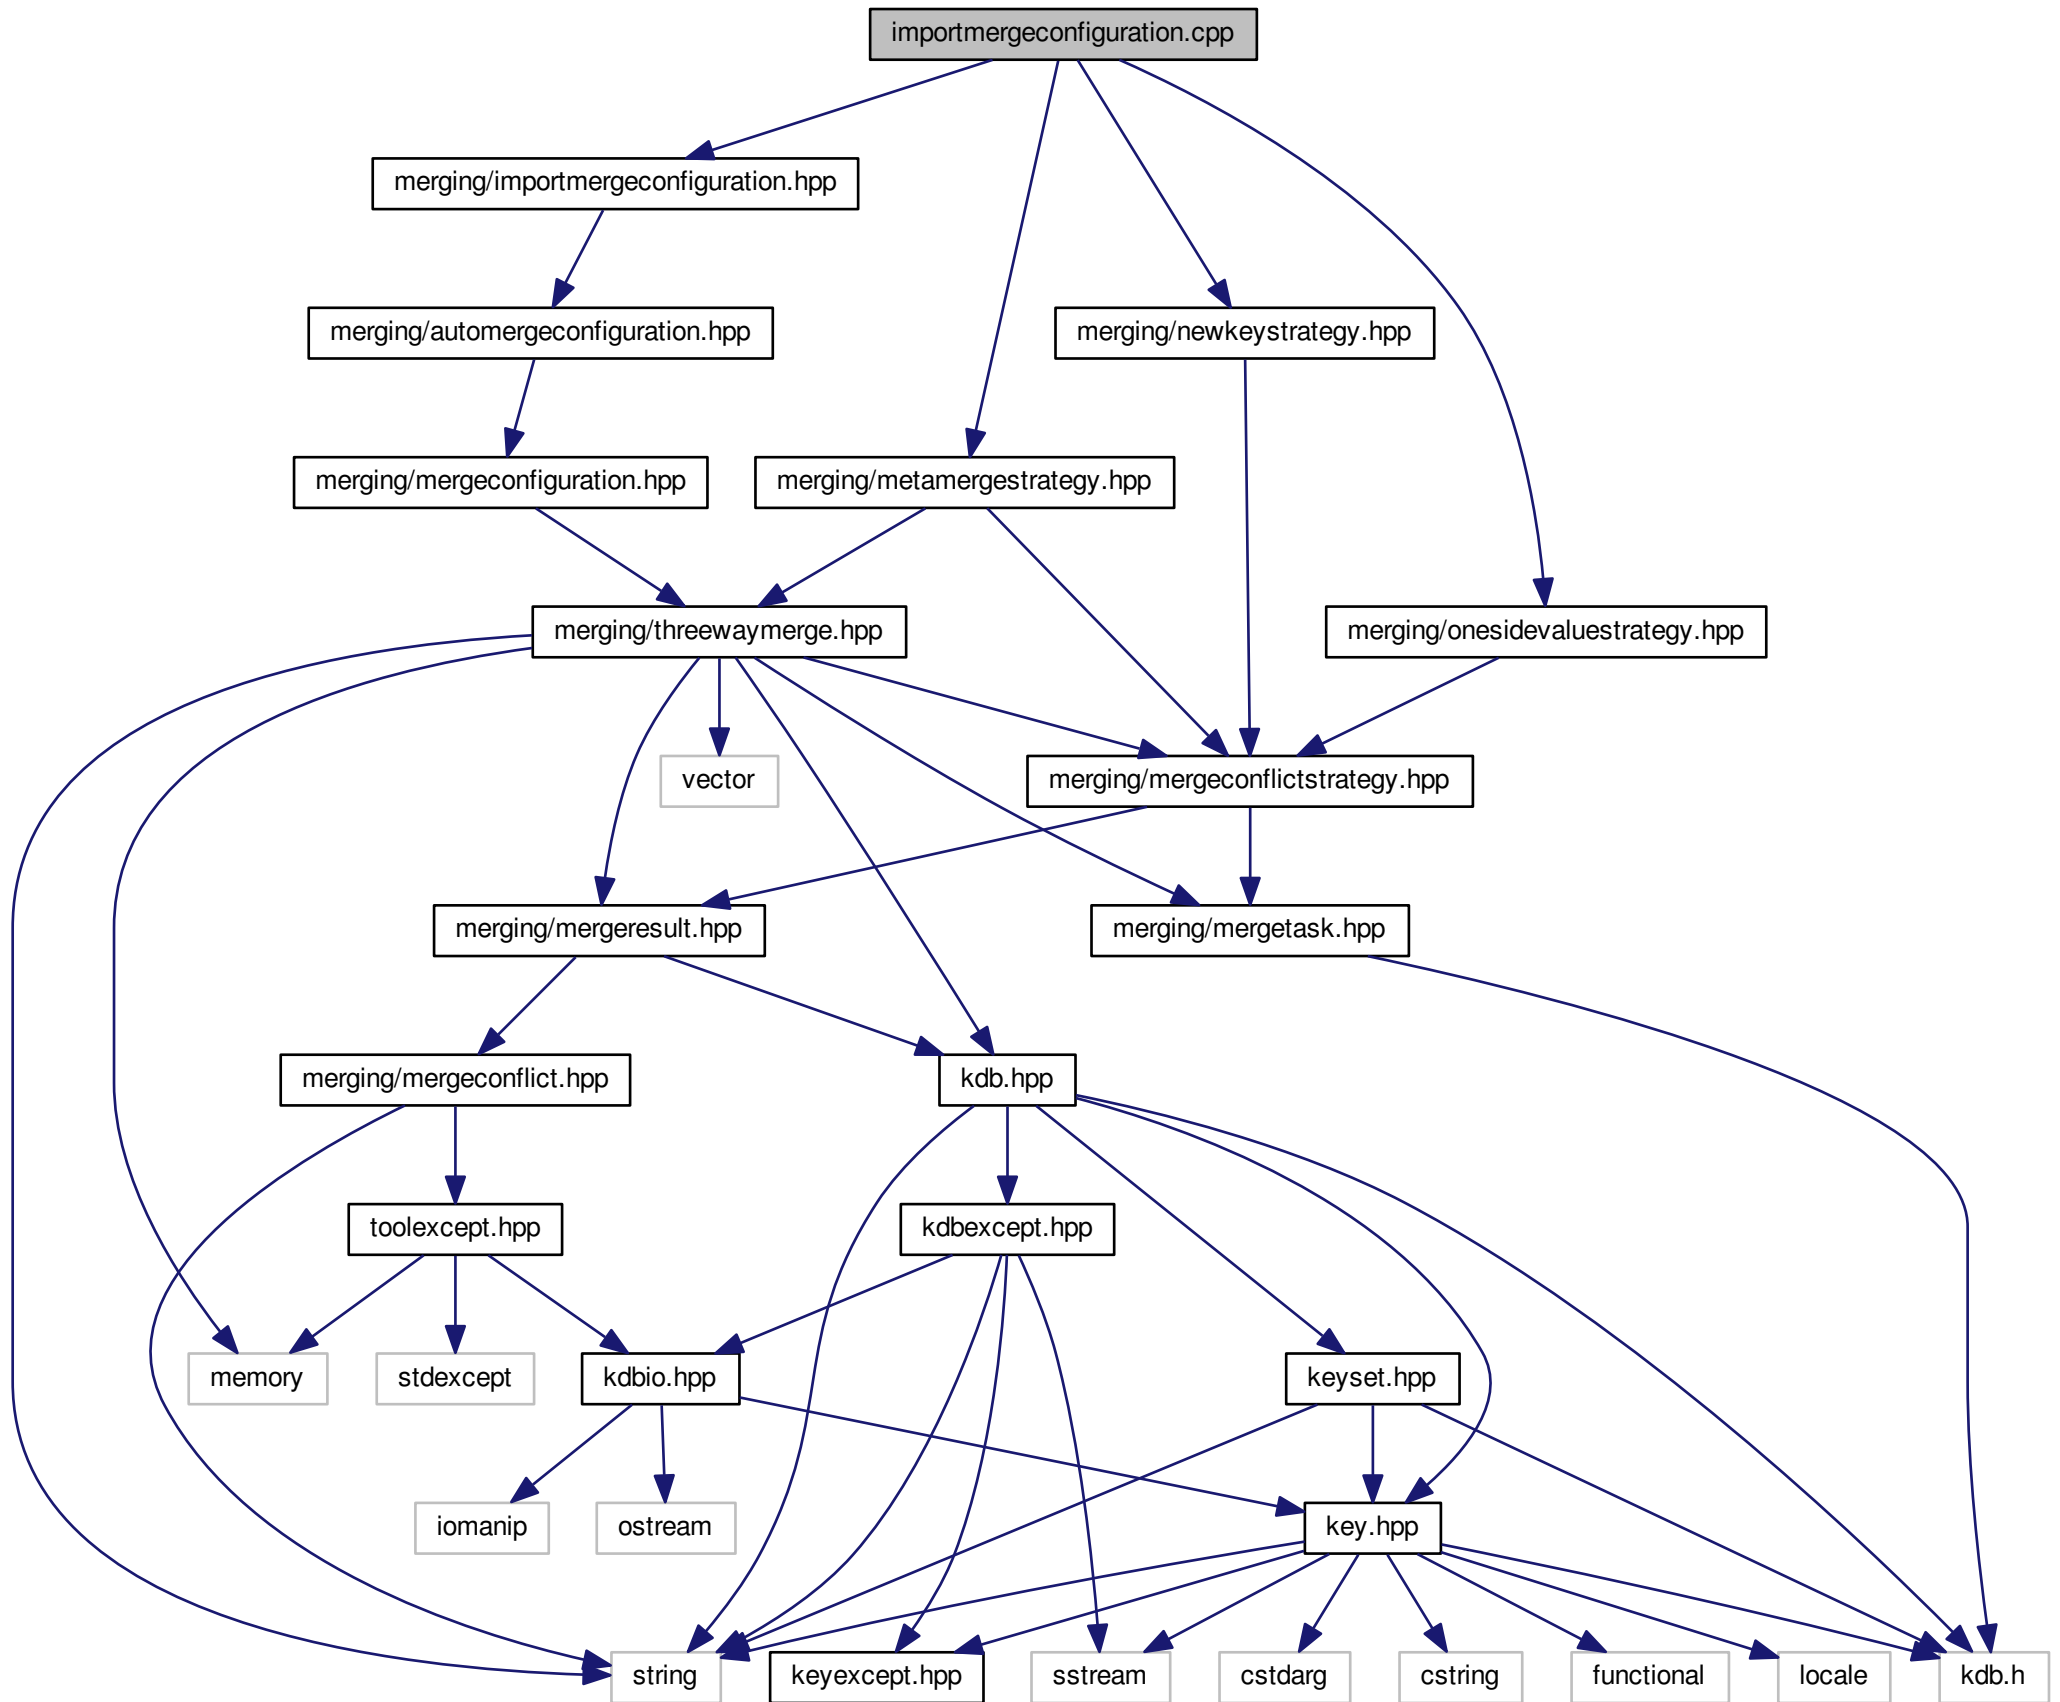 importmergeconfiguration.cpp
merging/importmergeconfiguration.hpp
merging/automergeconfiguration.hpp
merging/newkeystrategy.hpp
merging/mergeconfiguration.hpp
merging/metamergestrategy.hpp
merging/threewaymerge.hpp
merging/onesidevaluestrategy.hpp
vector
merging/mergeconflictstrategy.hpp
merging/mergeresult.hpp
merging/mergetask.hpp
merging/mergeconflict.hpp
kdb.hpp
toolexcept.hpp
kdbexcept.hpp
memory
stdexcept
kdbio.hpp
keyset.hpp
iomanip
ostream
key.hpp
string
keyexcept.hpp
sstream
cstdarg
cstring
functional
locale
kdb.h